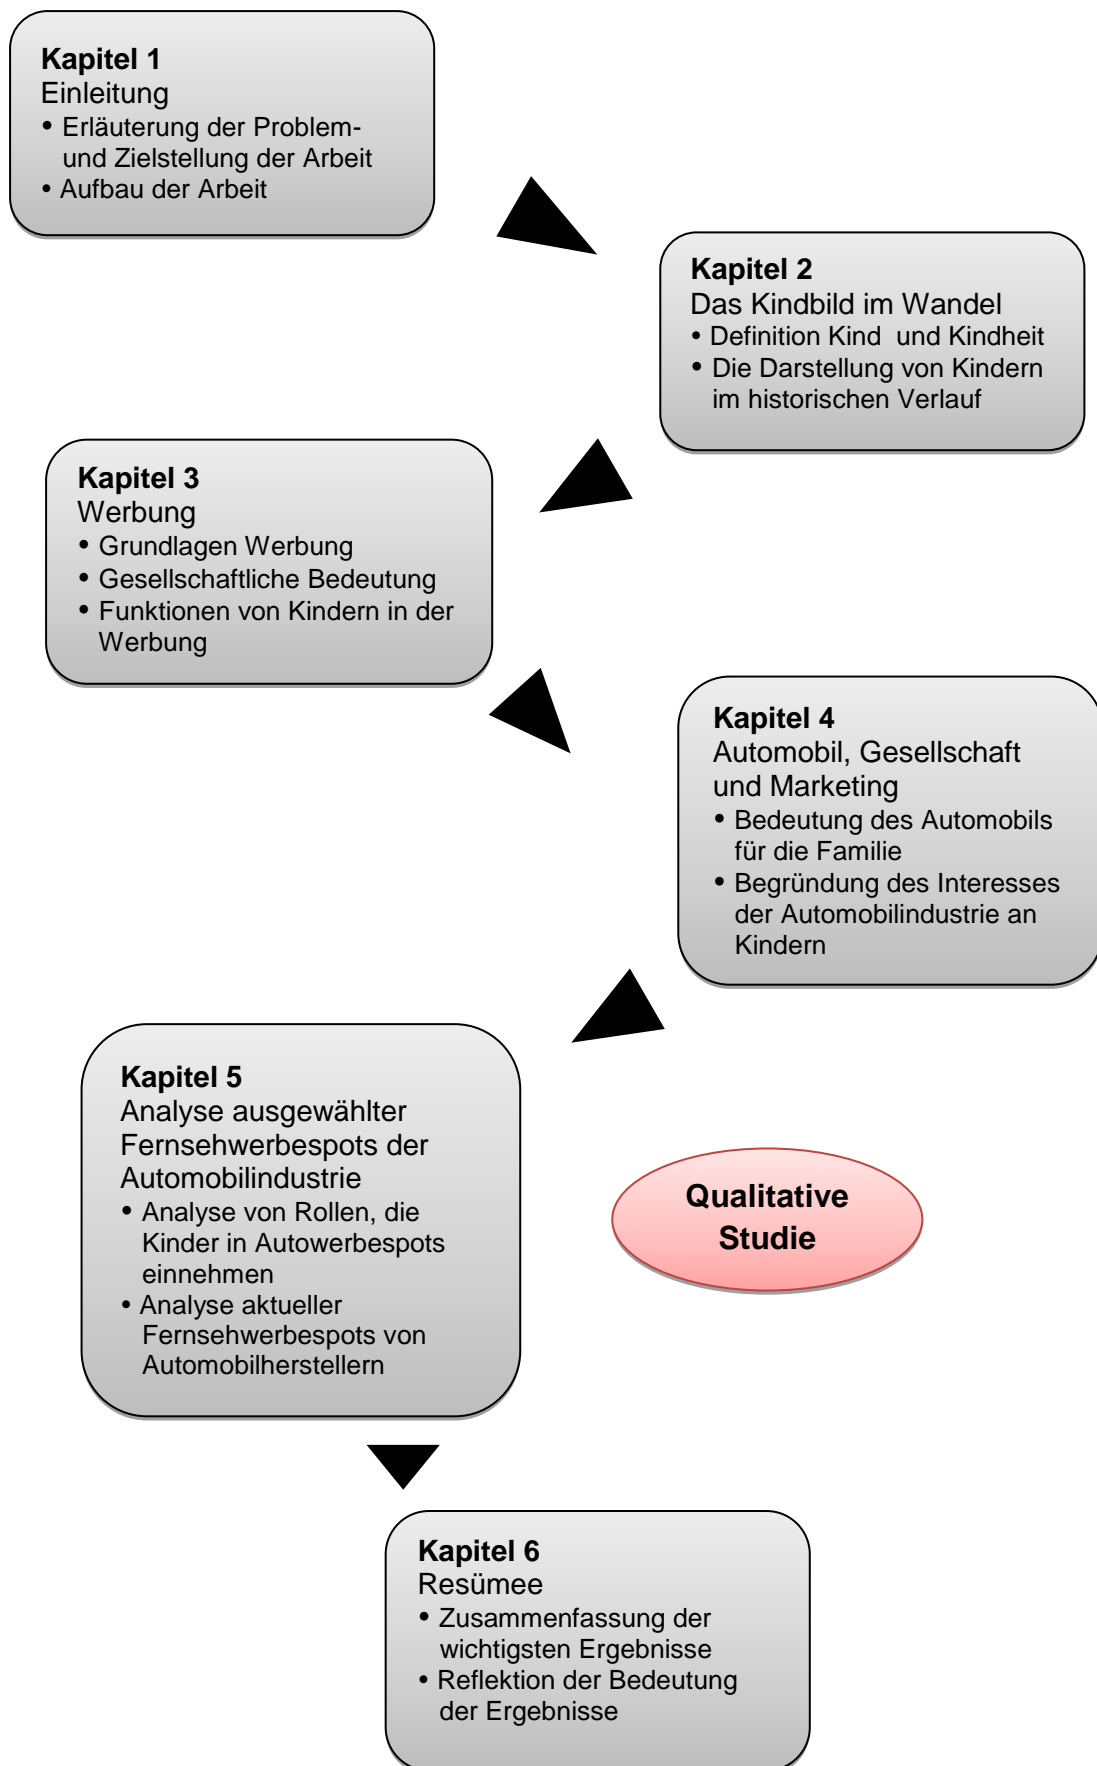 Kapitel 1
Einleitung
• Erläuterung der Problem-
und Zielstellung der Arbeit
• Aufbau der Arbeit
Kapitel 2
Das Kindbild im Wandel
• Definition Kind und Kindheit
• Die Darstellung von Kindern
im historischen Verlauf
Kapitel 3
Werbung
• Grundlagen Werbung
• Gesellschaftliche Bedeutung
• Funktionen von Kindern in der
Werbung
Kapitel 4
Automobil, Gesellschaft
und Marketing
• Bedeutung des Automobils
für die Familie
• Begründung des Interesses
der Automobilindustrie an
Kindern
Kapitel 5
Analyse ausgewählter
Fernsehwerbespots der
Automobilindustrie
• Analyse von Rollen, die
Kinder in Autowerbespots
einnehmen
• Analyse aktueller
Fernsehwerbespots von
Automobilherstellern
Qualitative
Studie
Kapitel 6
Resümee
• Zusammenfassung der
wichtigsten Ergebnisse
• Reflektion der Bedeutung
der Ergebnisse